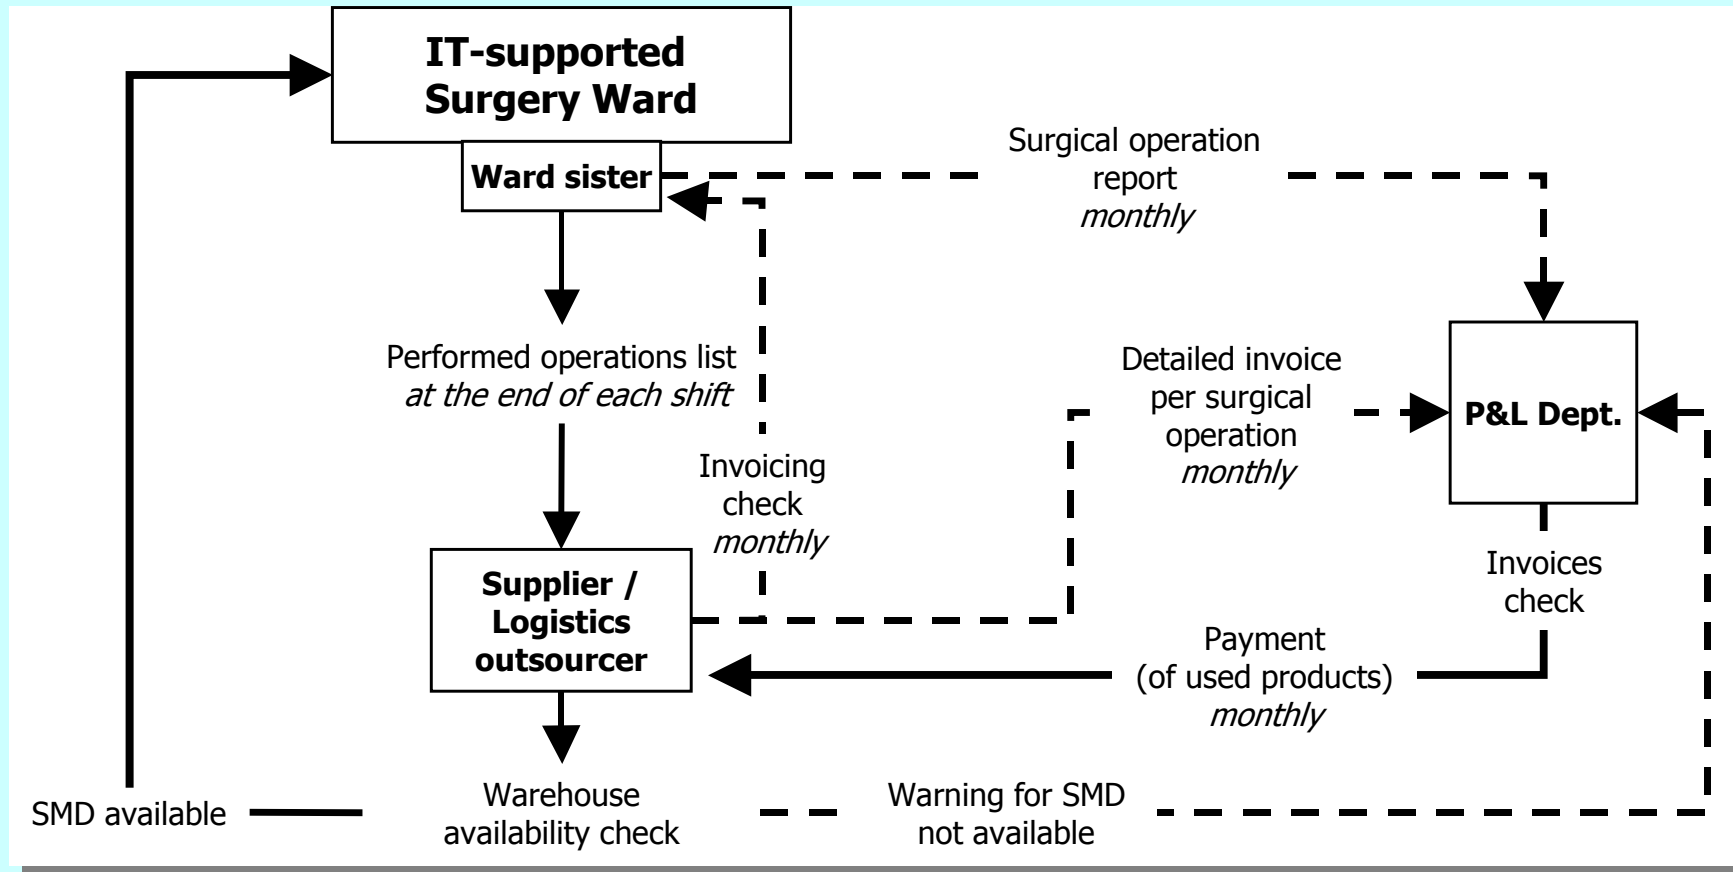 IT-supported
Surgery Ward
Ward sister
Surgical operation
report
monthly
Performed operations list
at the end of each shift
Detailed invoice
per surgical
operation
monthly
P&L Dept.
Invoicing
check
monthly
Invoices
check
Supplier /
Logistics
outsourcer
Payment
(of used products)
monthly
SMD available
Warehouse
availability check
Warning for SMD
not available